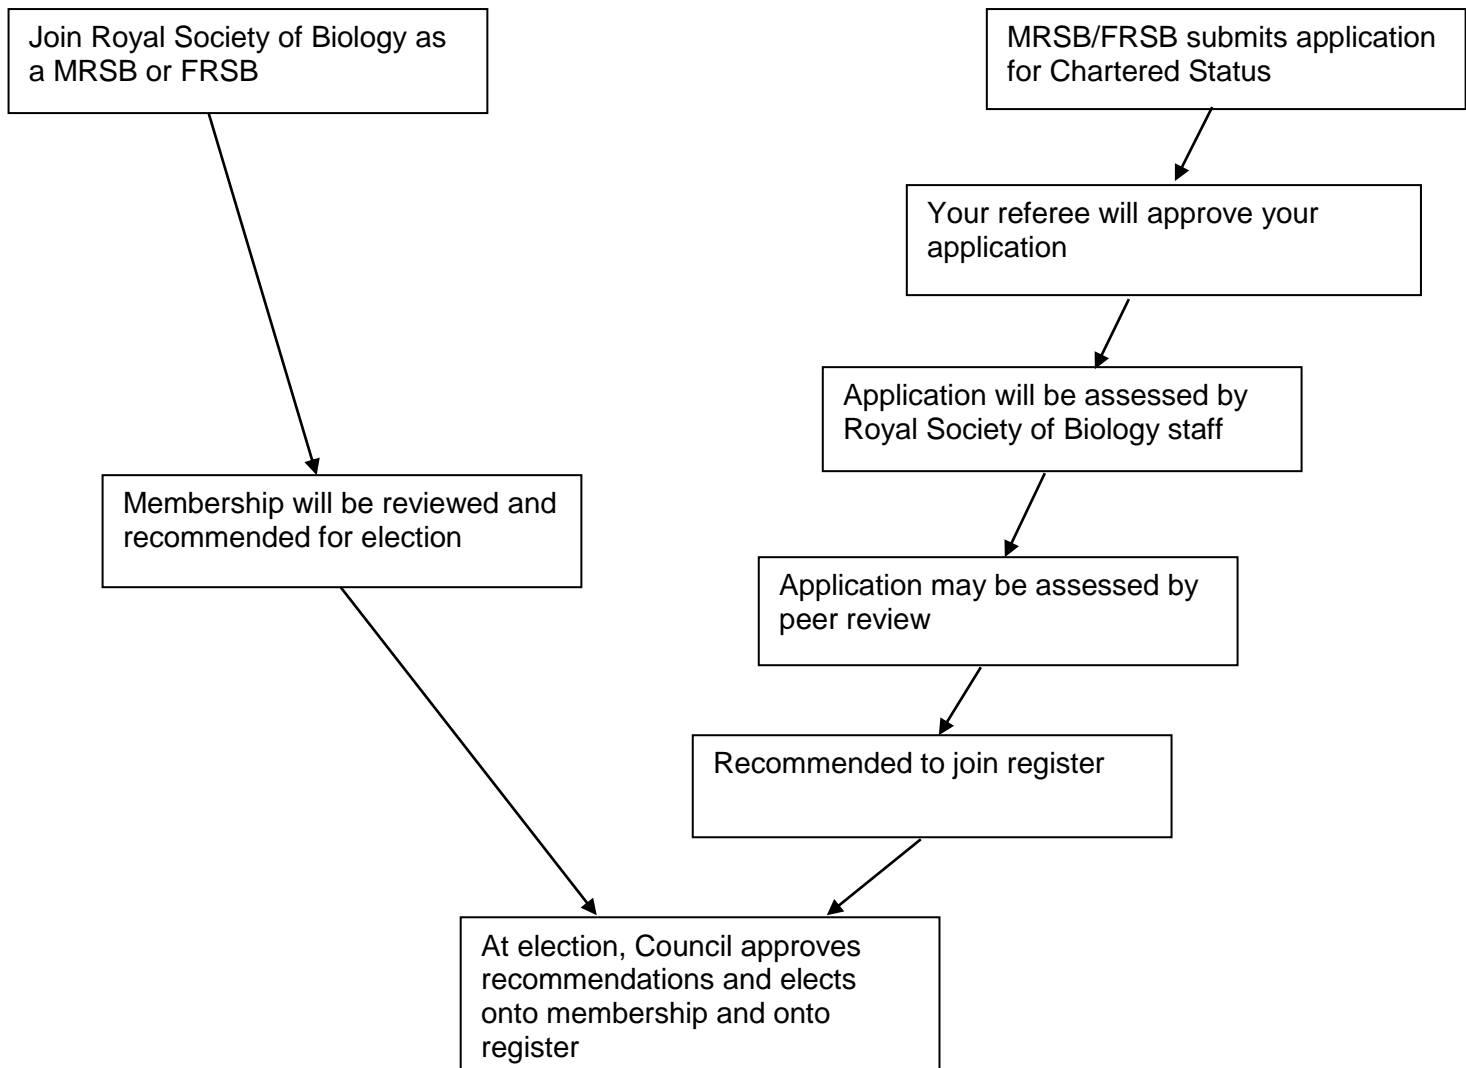 Join Royal Society of Biology as
a MRSB or FRSB
MRSB/FRSB submits application
for Chartered Status
Your referee will approve your
application
Application will be assessed by
Royal Society of Biology staff
Membership will be reviewed and
recommended for election
Application may be assessed by
peer review
Recommended to join register
At election, Council approves
recommendations and elects
onto membership and onto
register